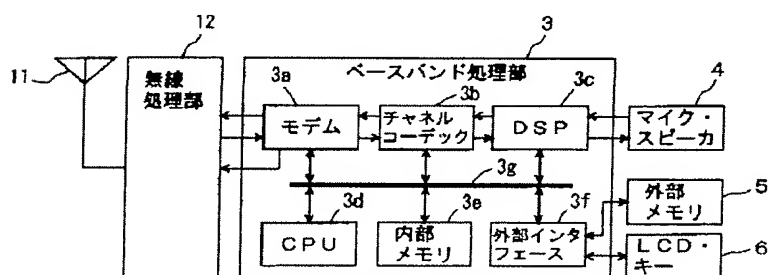 12
3
11
無線
処理部
ベースバンド処理部
3a
3b
3c
4
モデム
チャネル
コーデック
DSP
マイク・
スピーカ
3g
3d
3e
3f
5
CPU
内部
メモリ
外部インタ
フェース
外部
メモリ
LCD・
キー
6